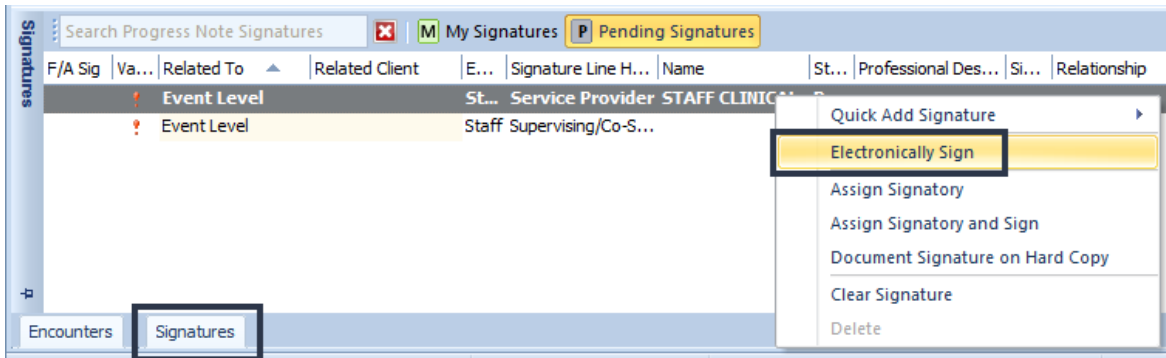 Signatures
Search Progress Note Signatures M My Signatures P Pending Signatures
F/A Sig Va... Related To Related Client E... Signature Line H... Name St... Professional Des... Si... Relationship
Event Level St... Service Provider STAFF CLINICAL
Event Level Staff Supervising/Co-S...
Quick Add Signature
Electronically Sign
Assign Signatory
Assign Signatory and Sign
Document Signature on Hard Copy
Clear Signature
Delete
Encounters Signatures